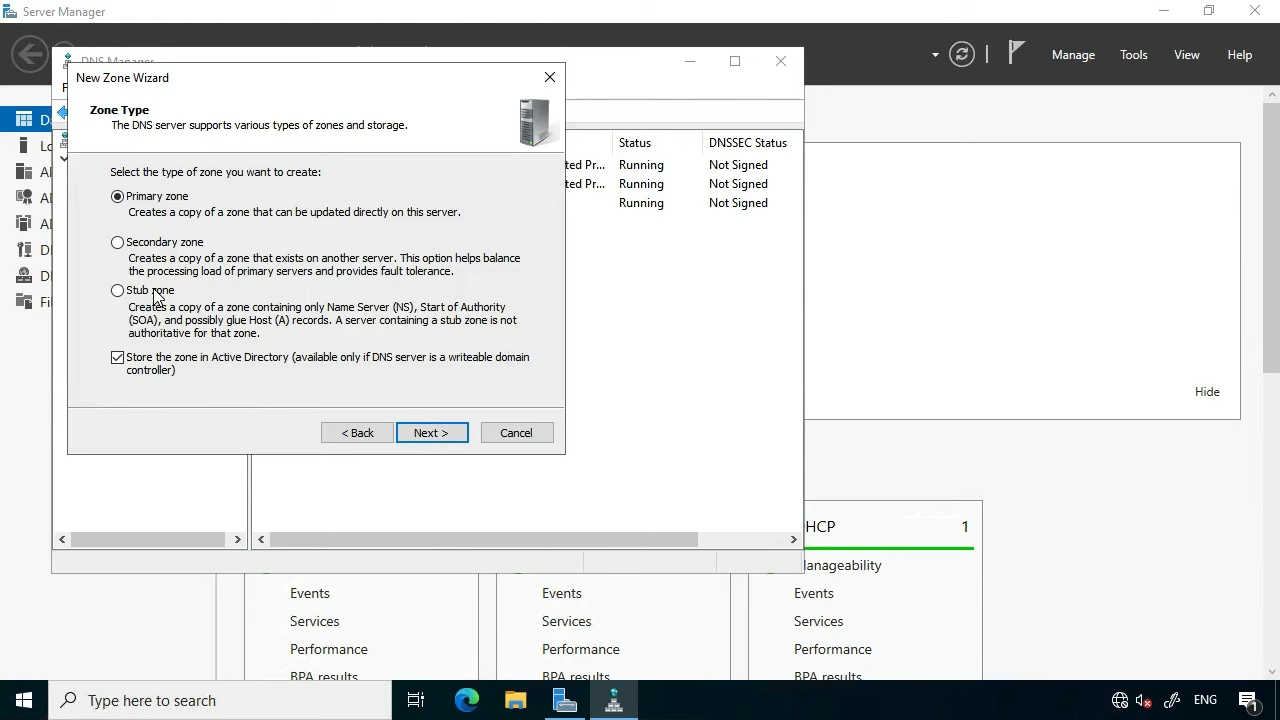 Server Manager
DNS Manager
Manage
Tools
View
Help
New Zone Wizard
Zone Type
The DNS server supports various types of zones and storage.
Status
DNSSEC Status
Select the type of zone you want to create:
ted Pr...
Running
Not Signed
Primary zone
ted Pr...
Running
Not Signed
Creates a copy of a zone that can be updated directly on this server.
Running
Not Signed
Secondary zone
Creates a copy of a zone that exists on another server. This option helps balance
the processing load of primary servers and provides fault tolerance.
Stub zone
Creates a copy of a zone containing only Name Server (NS), Start of Authority
(SOA), and possibly glue Host (A) records. A server containing a stub zone is not
authoritative for that zone.
Store the zone in Active Directory (available only if DNS server is a writeable domain
controller)
Hide
< Back
Next >
Cancel
HCP
1
anageability
Events
Events
Events
Services
Services
Services
Performance
Performance
Performance
BPA results
BPA results
BPA results
Type here to search
ENG
1